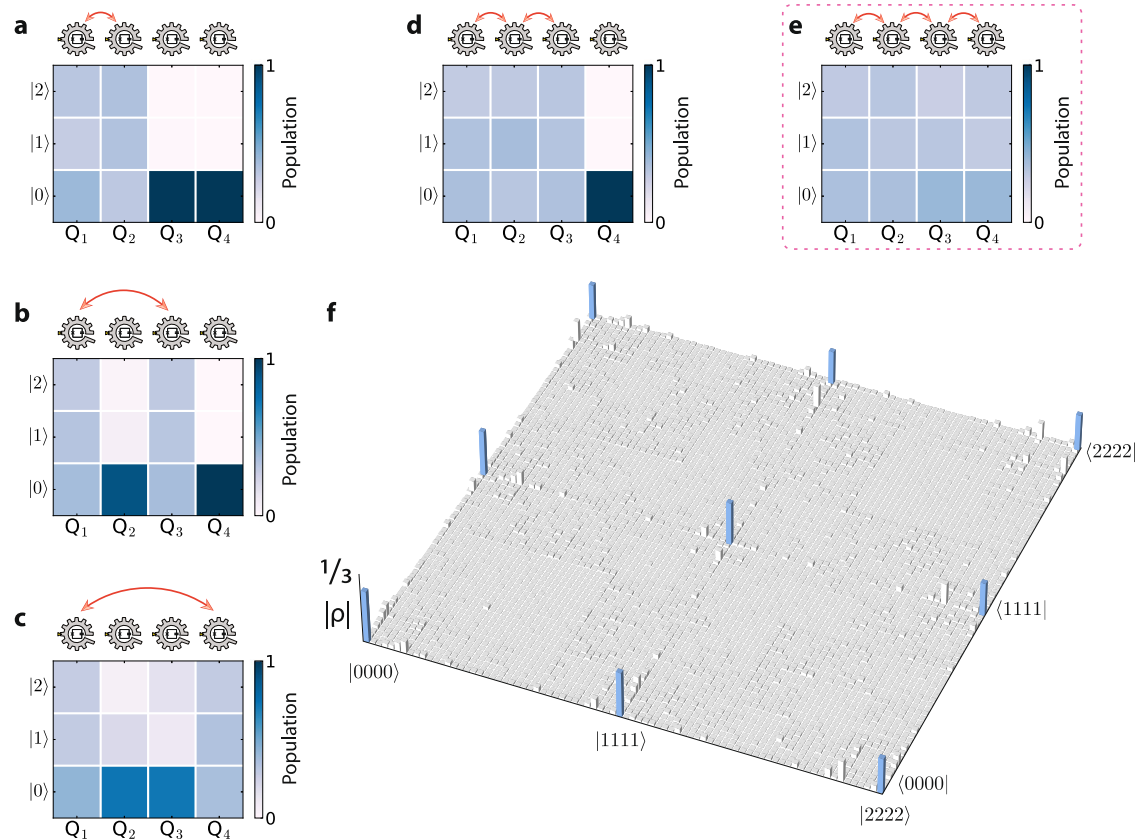 a
1
|2⟩
|1⟩
|0⟩
0
Population
Q1 Q2 Q3 Q4
b
1
|2⟩
|1⟩
|0⟩
0
Population
Q1 Q2 Q3 Q4
c
1
|2⟩
|1⟩
|0⟩
0
Population
Q1 Q2 Q3 Q4
d
1
|2⟩
|1⟩
|0⟩
0
Population
Q1 Q2 Q3 Q4
e
1
|2⟩
|1⟩
|0⟩
0
Population
Q1 Q2 Q3 Q4
f
1/3
|ρ|
|0000⟩
|1111⟩
|2222⟩
⟨0000|
⟨1111|
⟨2222|